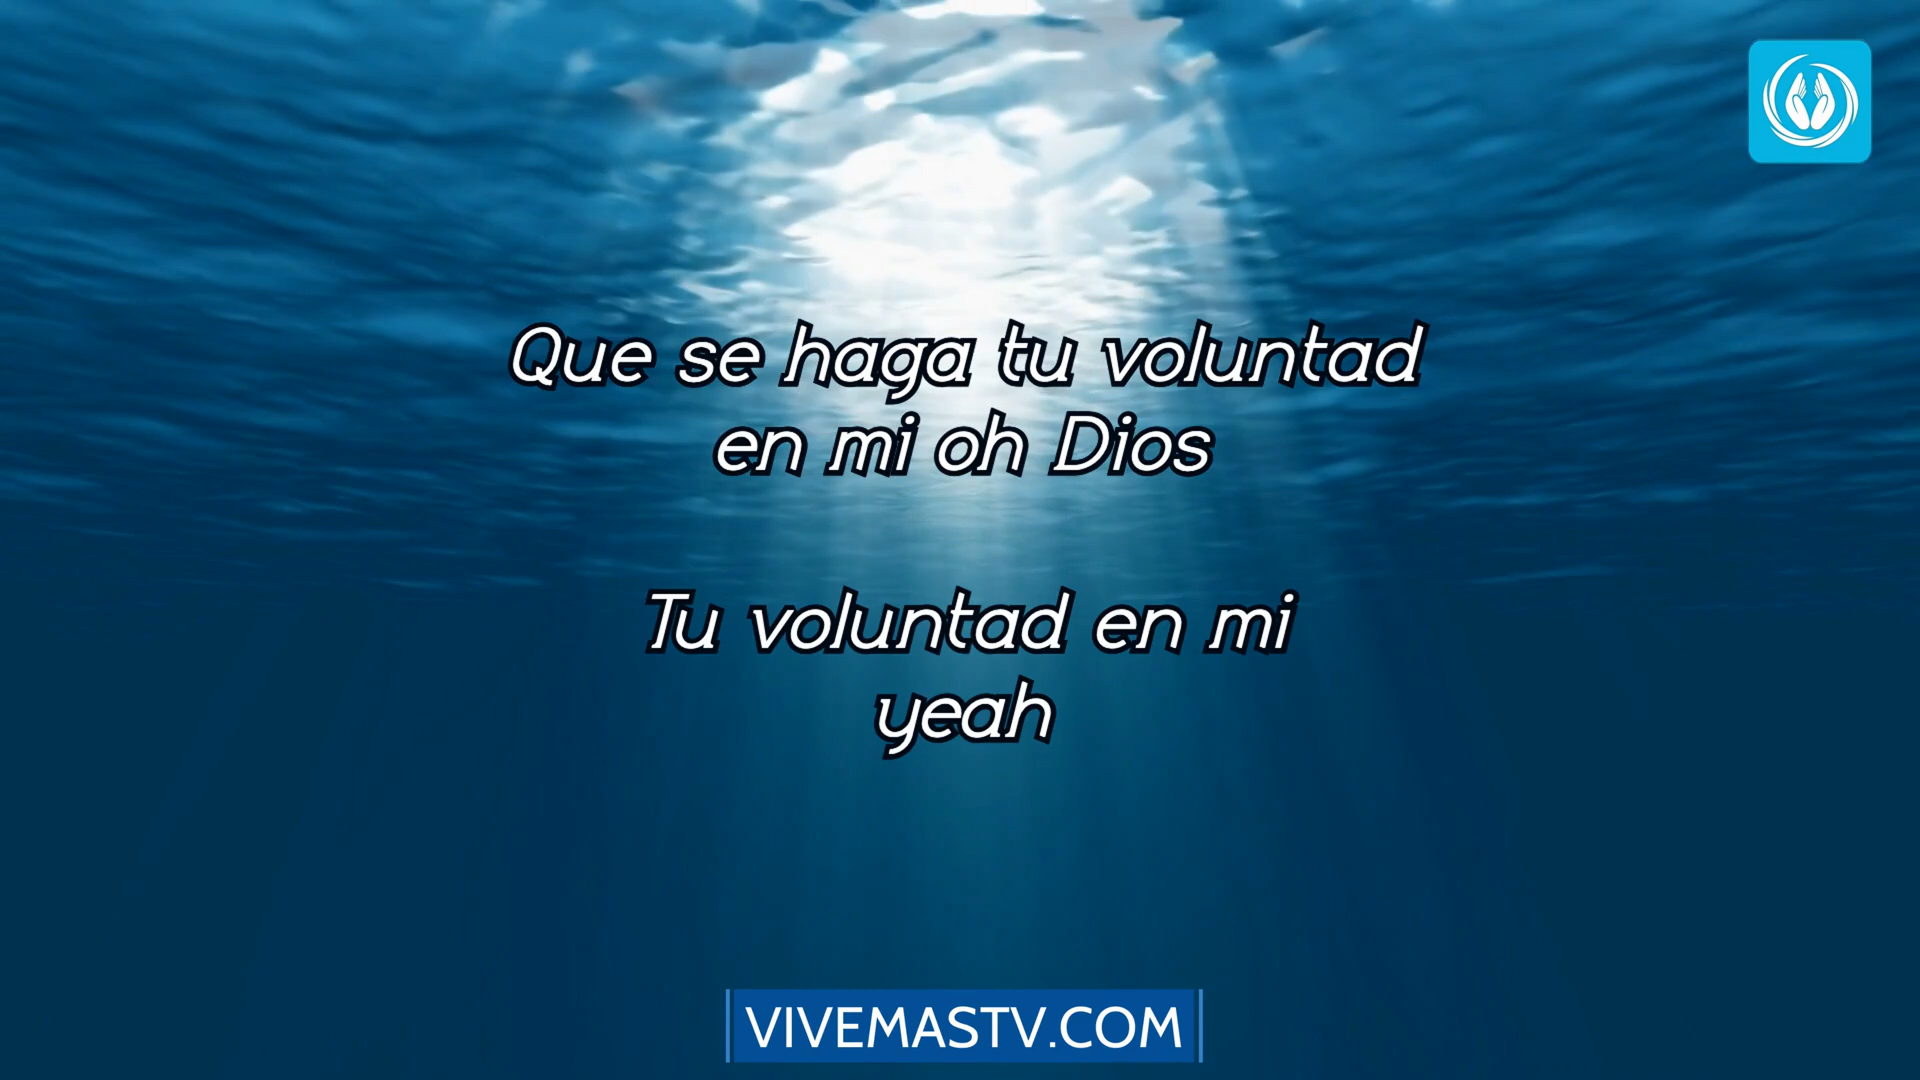 Que se haga tu voluntad
en mi oh Dios
Tu voluntad en mi
yeah
VIVEMASTV.COM